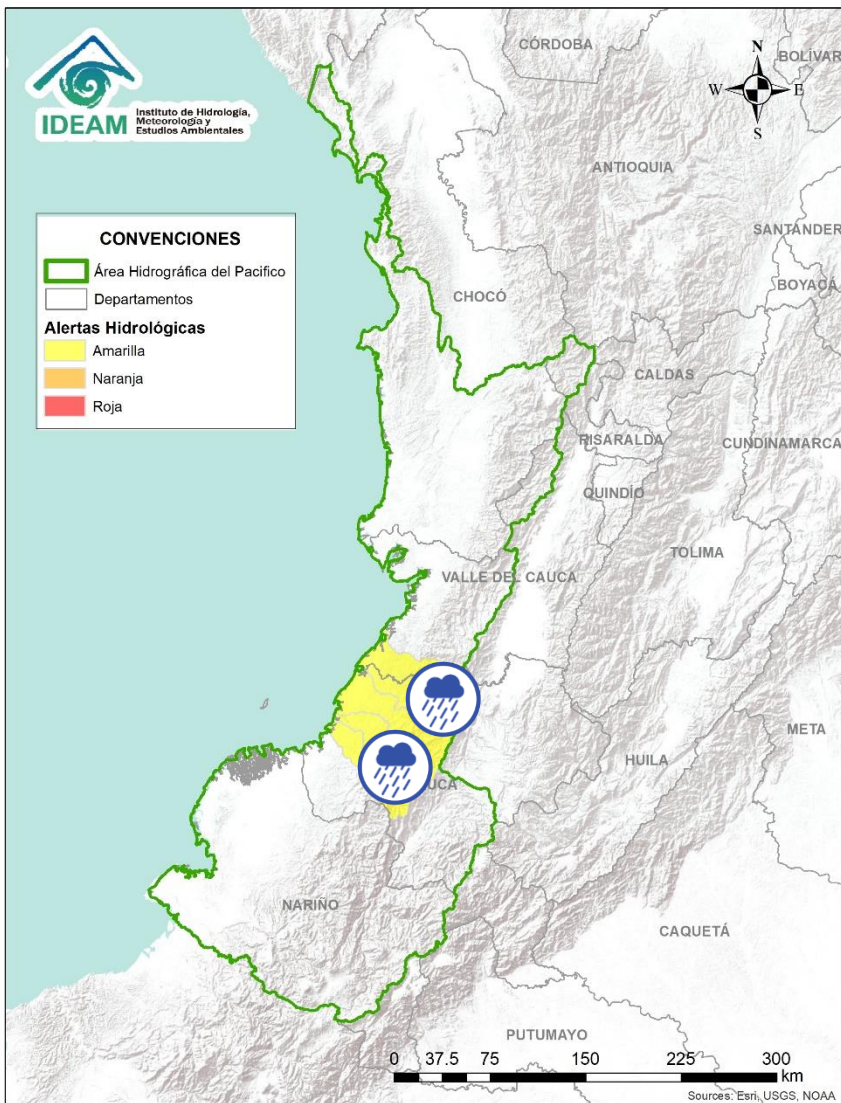 CÓRDOBA
BOLÍVAR
N
W E
S
IDEAM
Instituto de Hidrología,
Meteorología y
Estudios Ambientales
ANTIOQUIA
SANTANDER
BOYACÁ
CONVENCIONES
Área Hidrográfica del Pacifico
Departamentos
Alertas Hidrológicas
Amarilla
Naranja
Roja
CHOCÓ
CALDAS
RISARALDA
CUNDINAMARCA
QUINDÍO
TOLIMA
VALLE DEL CAUCA
META
HUILA
UCA
NARIÑO
CAQUETÁ
PUTUMAYO
0 37.5 75 150 225 300
km
Sources: Esri, USGS, NOAA